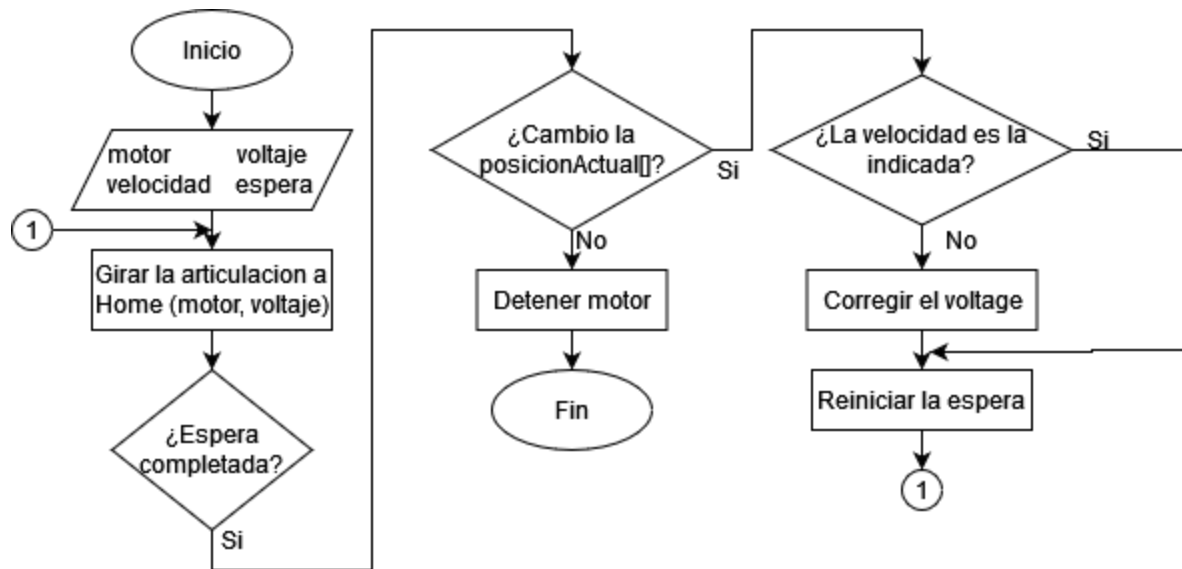 Inicio
motor voltaje
velocidad espera
1
Girar la articulacion a
Home (motor, voltaje)
¿Espera
completada?
Si
¿Cambio la
posicionActual[]?
Si
No
Detener motor
Fin
¿La velocidad es la
indicada?
Si
No
Corregir el voltage
Reiniciar la espera
1